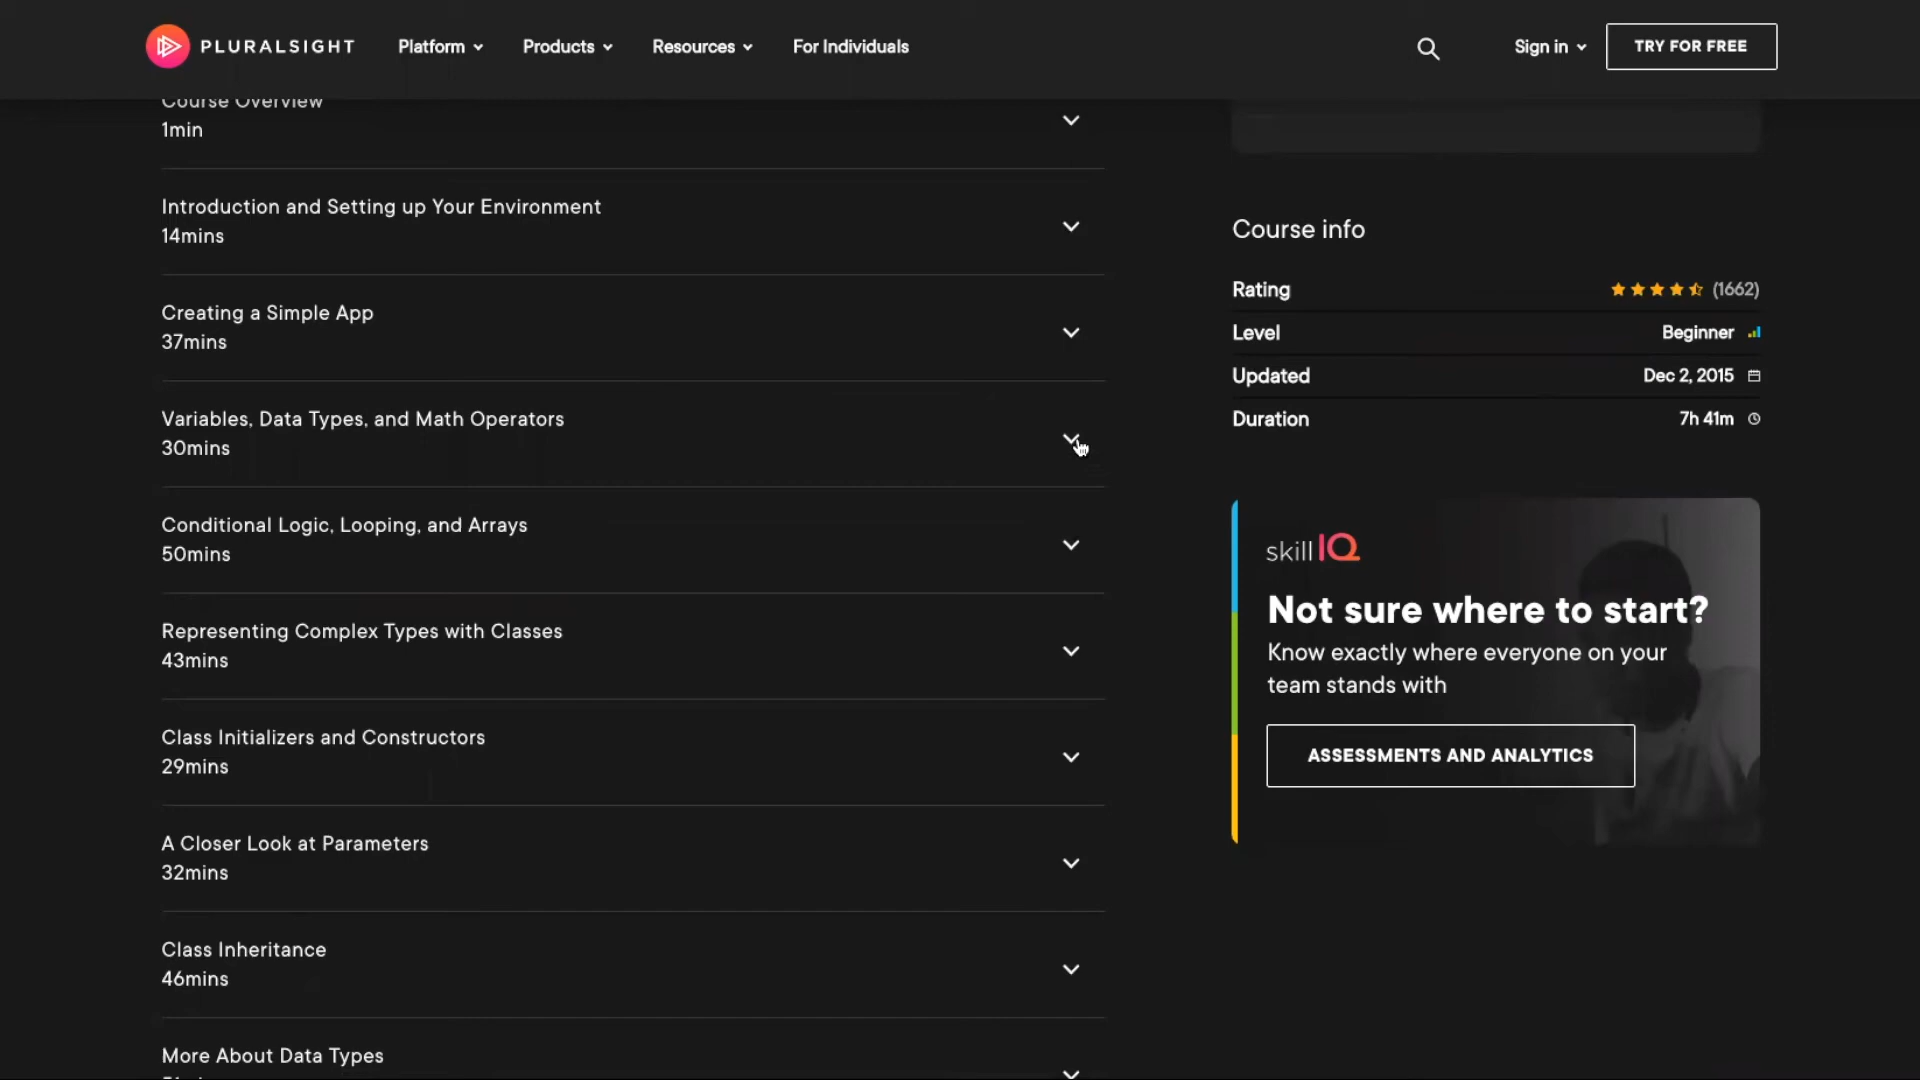 PLURALSIGHT Platform Products Resources For Individuals Sign in TRY FOR FREE
Course Overview
1min
Introduction and Setting up Your Environment
14mins
Creating a Simple App
37mins
Variables, Data Types, and Math Operators
30mins
Conditional Logic, Looping, and Arrays
50mins
Representing Complex Types with Classes
43mins
Class Initializers and Constructors
29mins
A Closer Look at Parameters
32mins
Class Inheritance
46mins
More About Data Types
Course info
Rating (1662)
Level Beginner
Updated Dec 2, 2015
Duration 7h 41m
skill IQ
Not sure where to start?
Know exactly where everyone on your
team stands with
ASSESSMENTS AND ANALYTICS